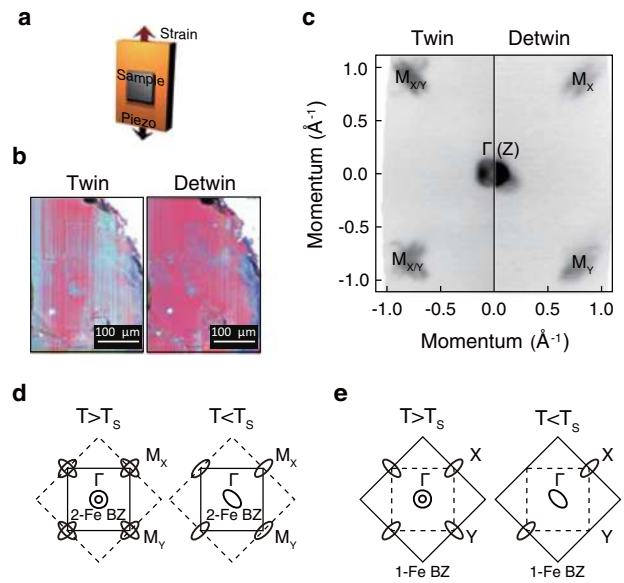 a
Strain
Sample
Piezo
b
Twin Detwin
100 μm 100 μm
c
Twin Detwin
Momentum (Å⁻¹)
1.0
0.5
0.0
-0.5
-1.0
M_X/Y M_X
Γ (Z)
M_X/Y M_Y
-1.0 -0.5 0.0 0.5 1.0
Momentum (Å⁻¹)
d
T>T_S T<T_S
M_X M_X
Γ Γ
2-Fe BZ 2-Fe BZ
M_Y M_Y
e
T>T_S T<T_S
X X
Γ Γ
Y Y
1-Fe BZ 1-Fe BZ